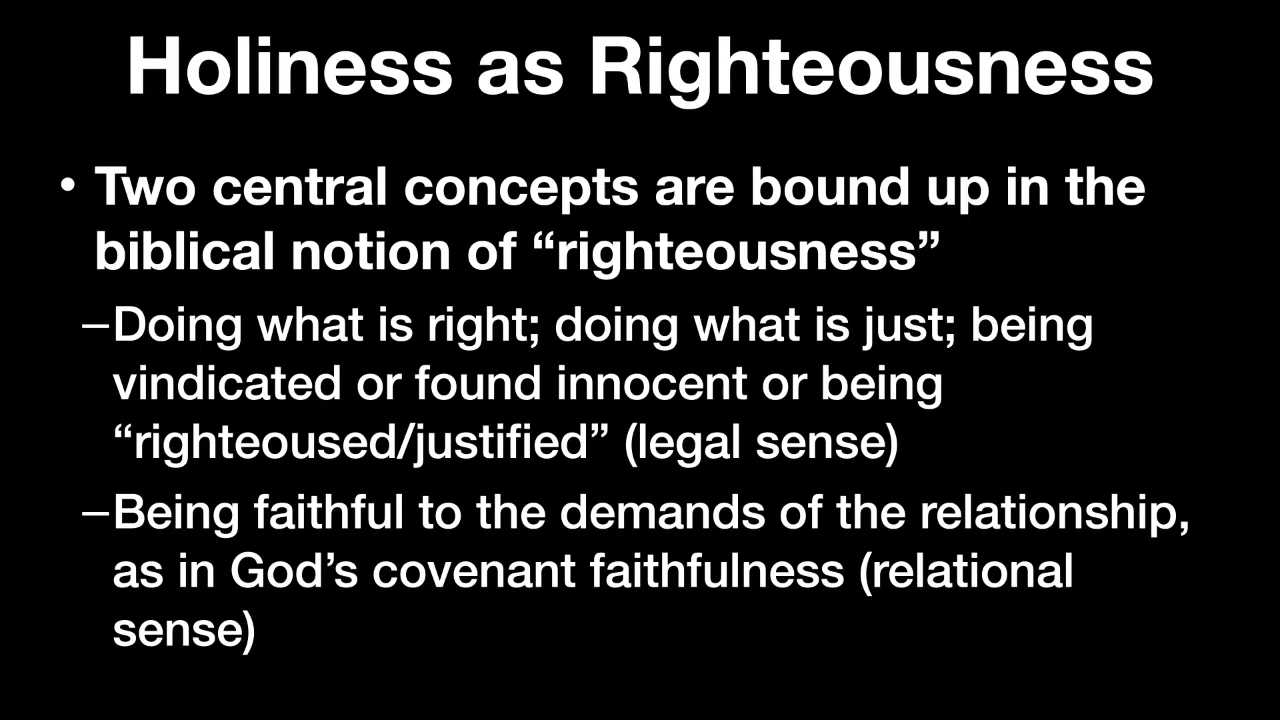 Holiness as Righteousness
• Two central concepts are bound up in the
biblical notion of “righteousness”
–Doing what is right; doing what is just; being
vindicated or found innocent or being
“righteoused/justified” (legal sense)
–Being faithful to the demands of the relationship,
as in God’s covenant faithfulness (relational
sense)